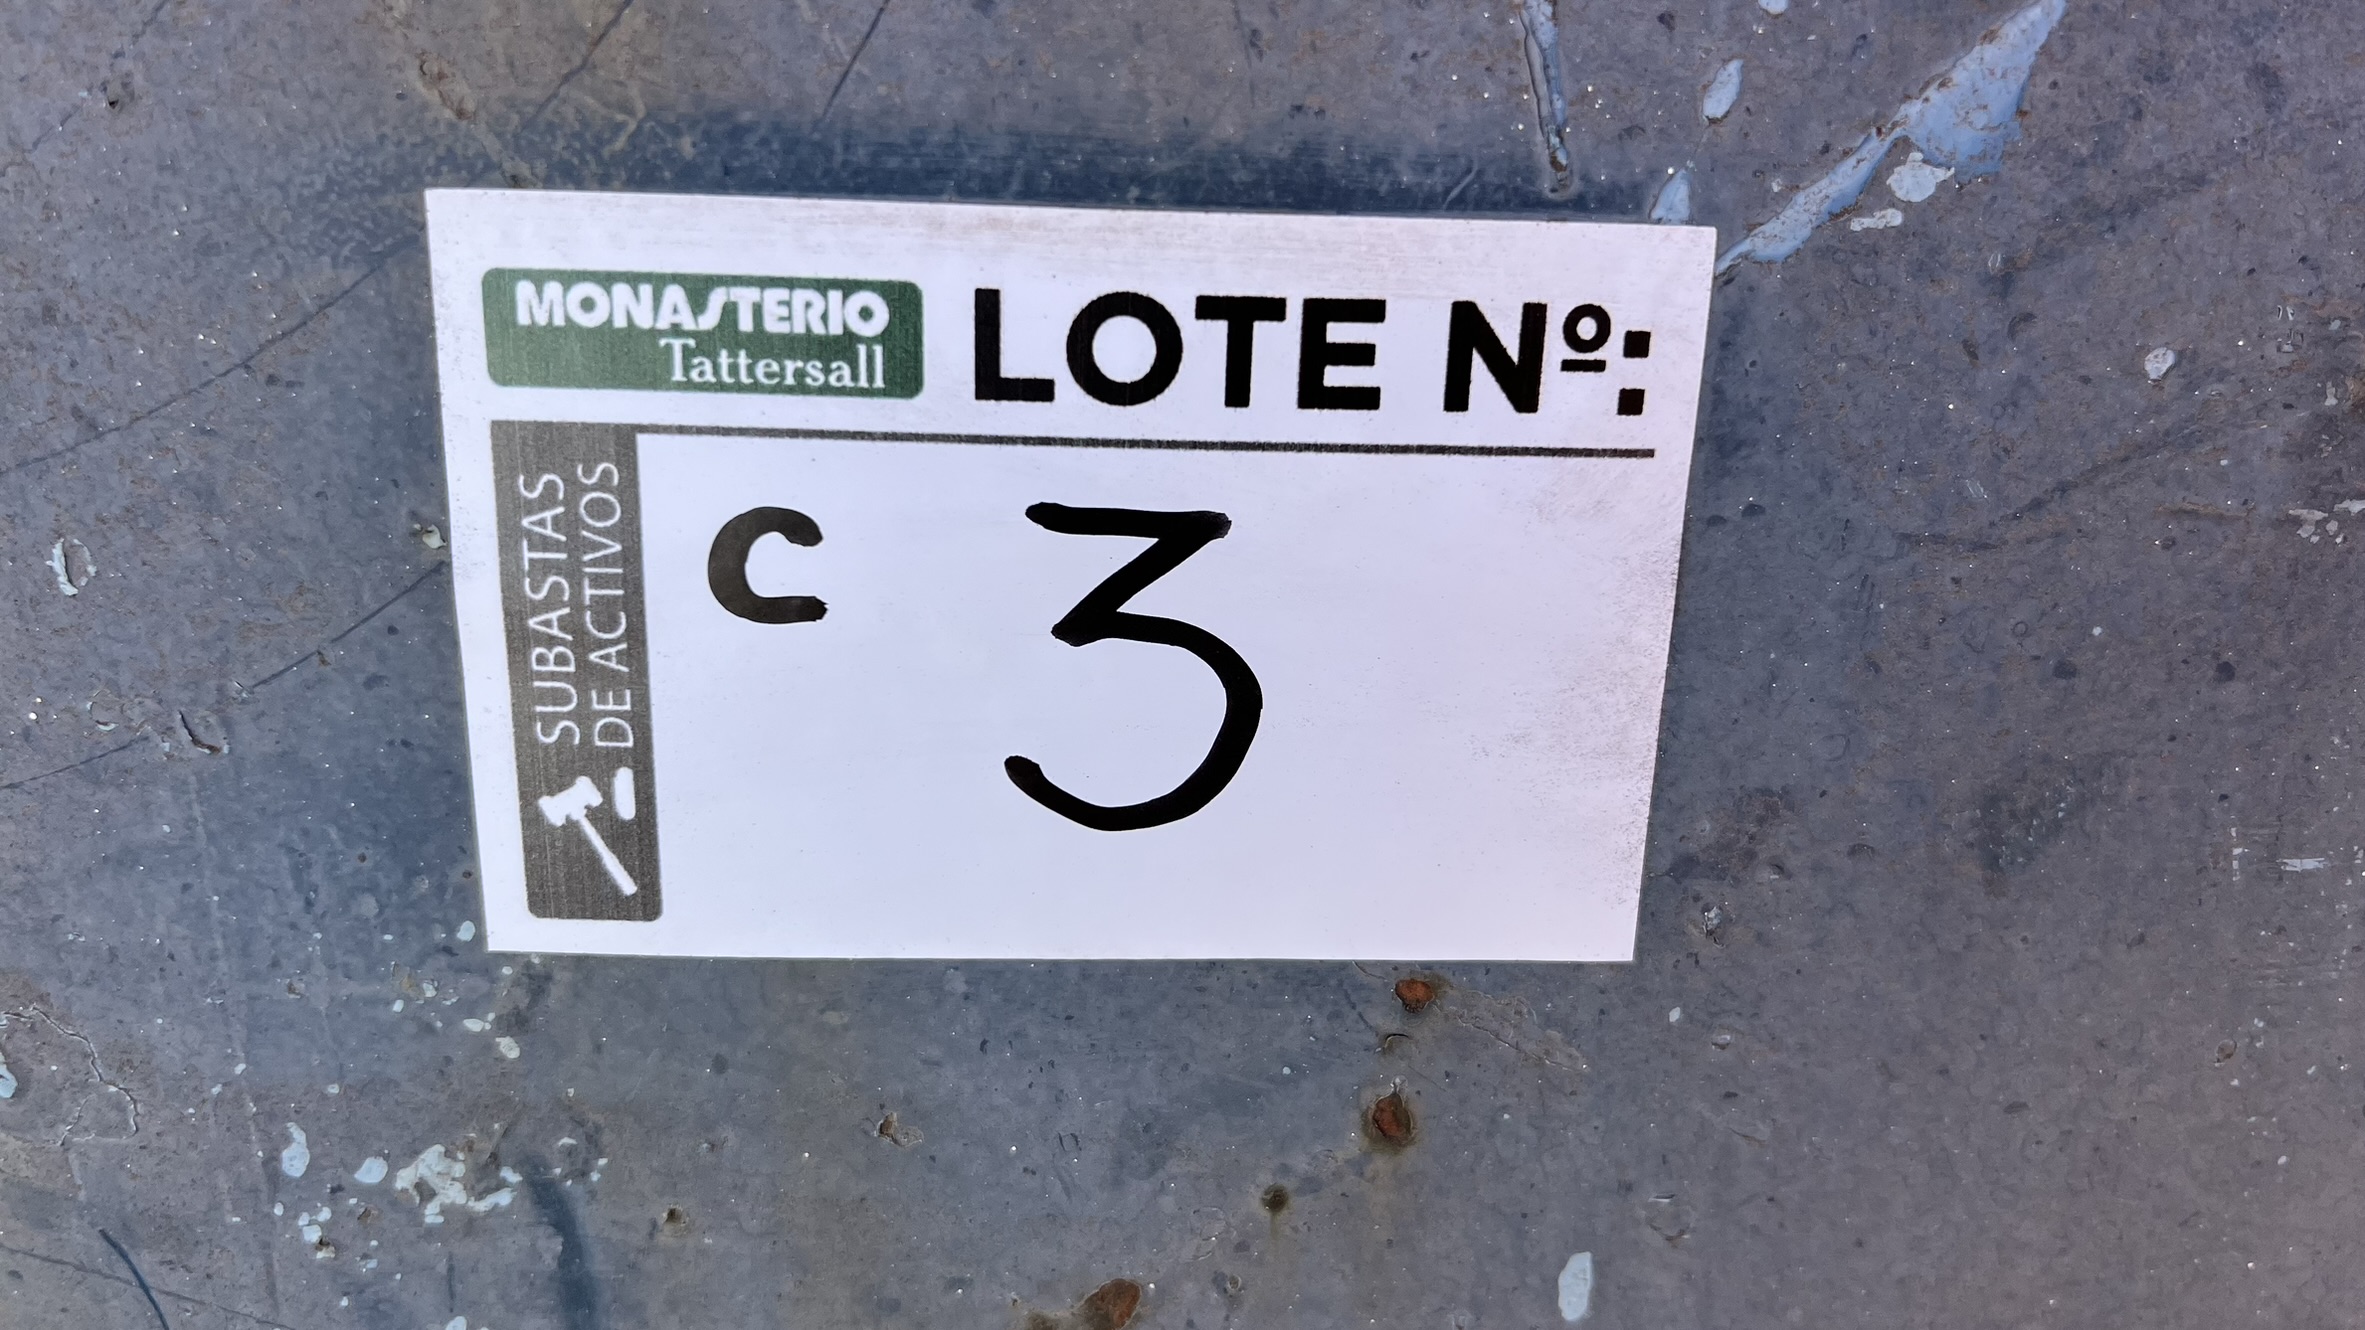 MONASTERIO
Tattersall
LOTE Nº:
SUBASTAS
DE ACTIVOS
C 3